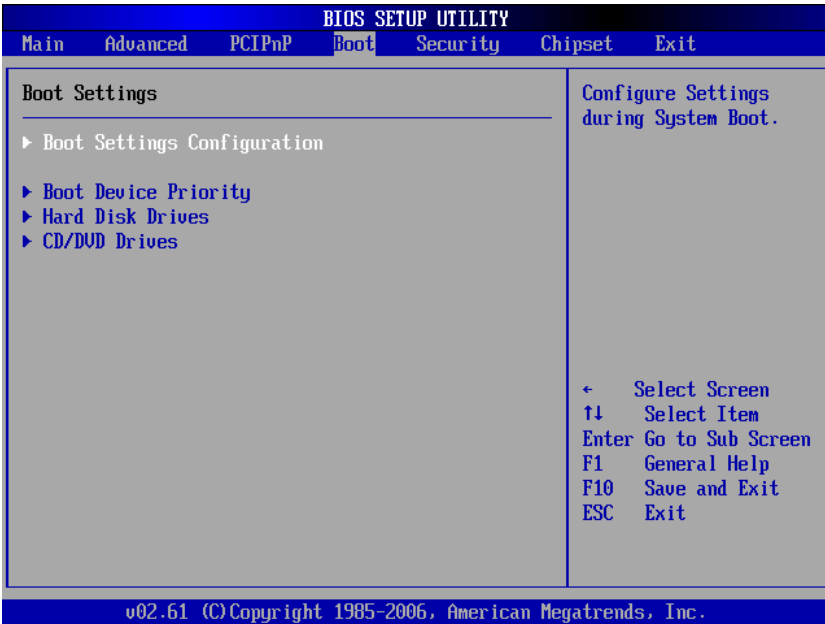 BIOS SETUP UTILITY
Main Advanced PCIPnP Boot Security Chipset Exit
Boot Settings
▶ Boot Settings Configuration
▶ Boot Device Priority
▶ Hard Disk Drives
▶ CD/DVD Drives
Configure Settings
during System Boot.
← Select Screen
↑↓ Select Item
Enter Go to Sub Screen
F1 General Help
F10 Save and Exit
ESC Exit
v02.61 (C)Copyright 1985-2006, American Megatrends, Inc.